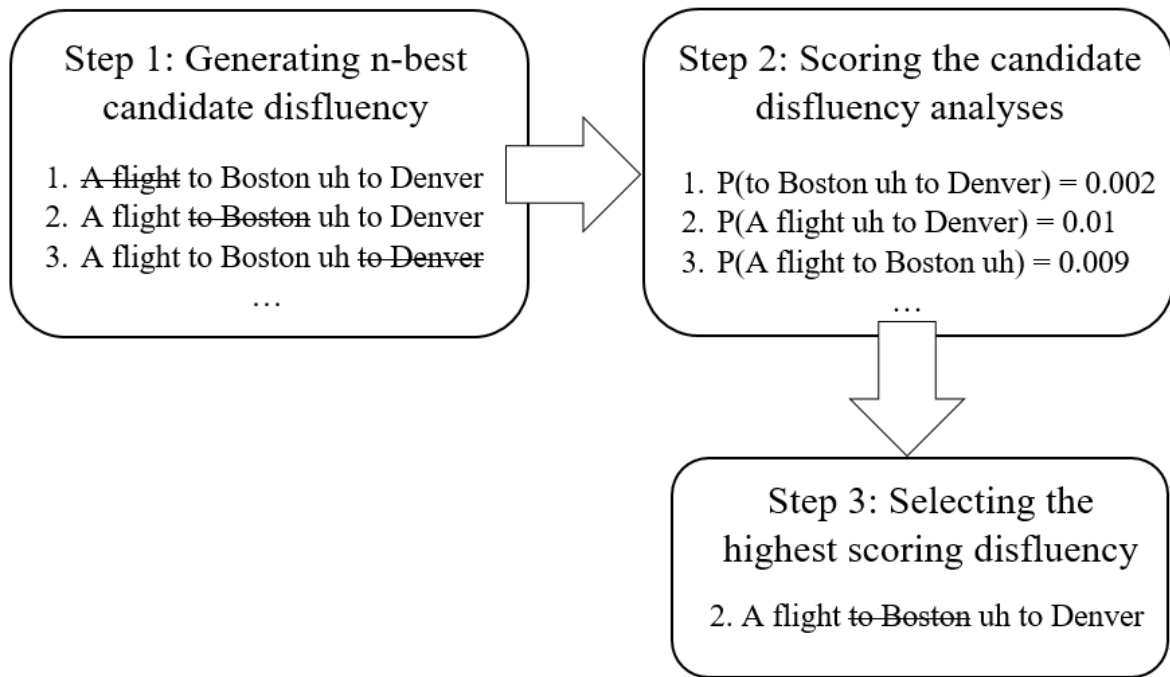 Step 1: Generating n-best
candidate disfluency
1. A flight to Boston uh to Denver
2. A flight to Boston uh to Denver
3. A flight to Boston uh to Denver
...
Step 2: Scoring the candidate
disfluency analyses
1. P(to Boston uh to Denver) = 0.002
2. P(A flight uh to Denver) = 0.01
3. P(A flight to Boston uh) = 0.009
...
Step 3: Selecting the
highest scoring disfluency
2. A flight to Boston uh to Denver